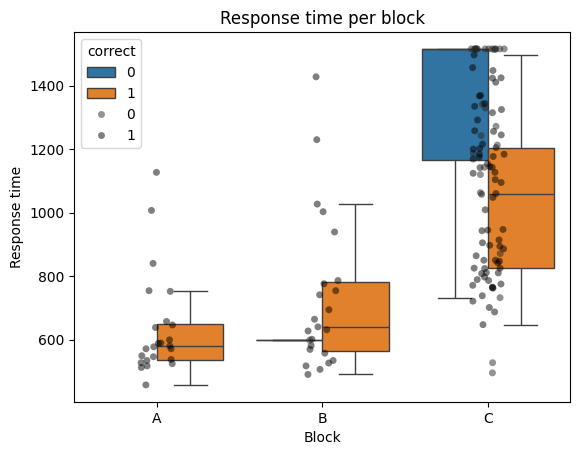 Response time per block
correct
0
1
0
1
1400
1200
1000
800
600
Response time
A
B
C
Block